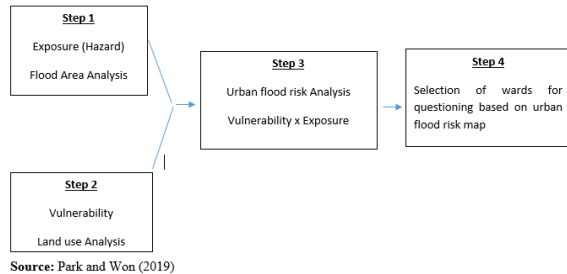 Step 1
Exposure (Hazard)
Flood Area Analysis
Step 2
Vulnerability
Land use Analysis
Step 3
Urban flood risk Analysis
Vulnerability x Exposure
Step 4
Selection of wards for
questioning based on urban
flood risk map
Source: Park and Won (2019)